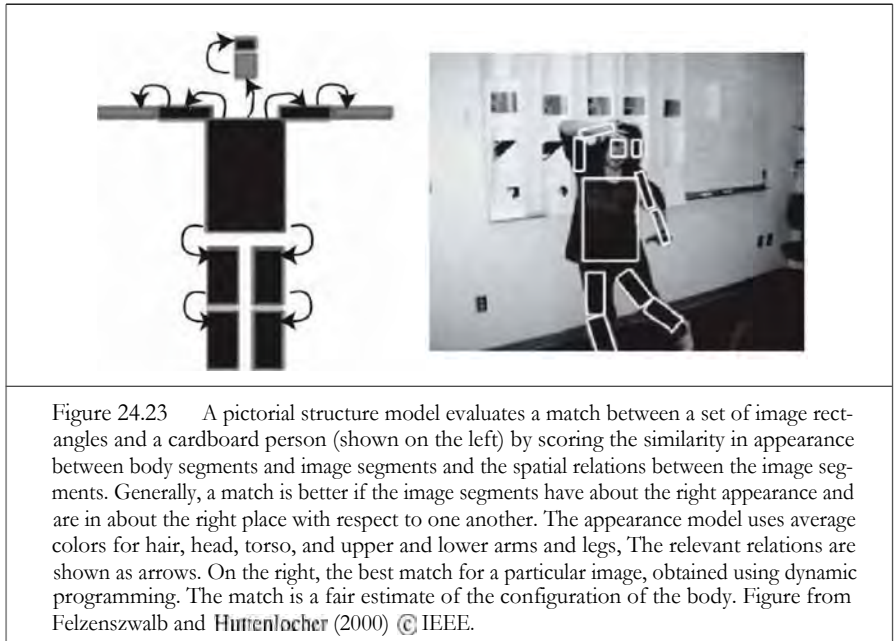 Figure 24.23 A pictorial structure model evaluates a match between a set of image rect-
angles and a cardboard person (shown on the left) by scoring the similarity in appearance
between body segments and image segments and the spatial relations between the image seg-
ments. Generally, a match is better if the image segments have about the right appearance and
are in about the right place with respect to one another. The appearance model uses average
colors for hair, head, torso, and upper and lower arms and legs, The relevant relations are
shown as arrows. On the right, the best match for a particular image, obtained using dynamic
programming. The match is a fair estimate of the configuration of the body. Figure from
Felzenszwalb and Huttenlocher (2000) © IEEE.